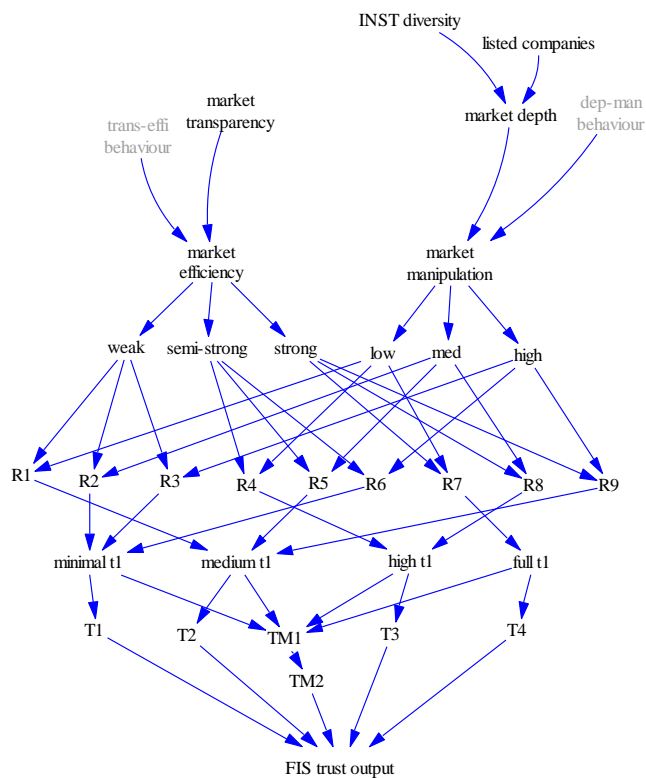 INST diversity
listed companies
market
transparency
market depth
dep-man
behaviour
trans-effi
behaviour
market
efficiency
market
manipulation
weak
semi-strong
strong
low
med
high
R1
R2
R3
R4
R5
R6
R7
R8
R9
minimal t1
medium t1
high t1
full t1
T1
T2
TM1
T3
T4
TM2
FIS trust output